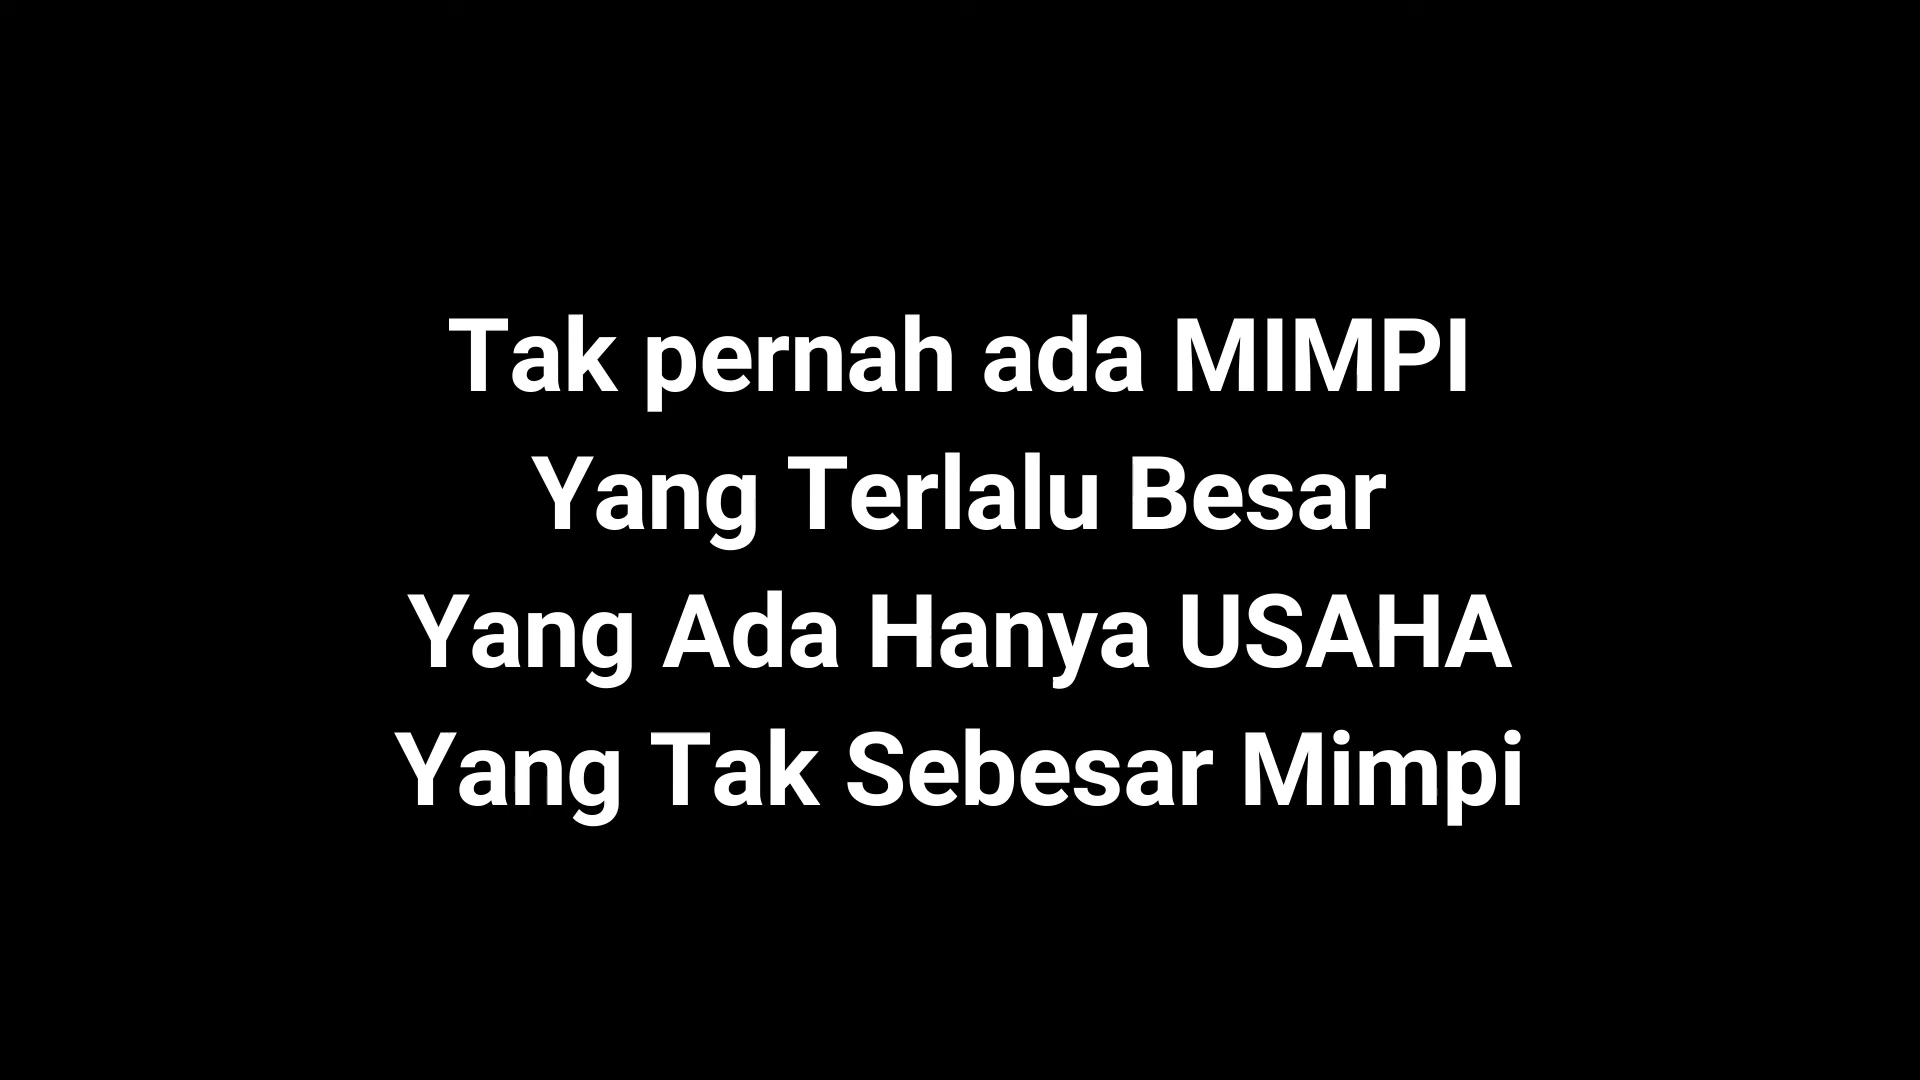 Tak pernah ada MIMPI
Yang Terlalu Besar
Yang Ada Hanya USAHA
Yang Tak Sebesar Mimpi